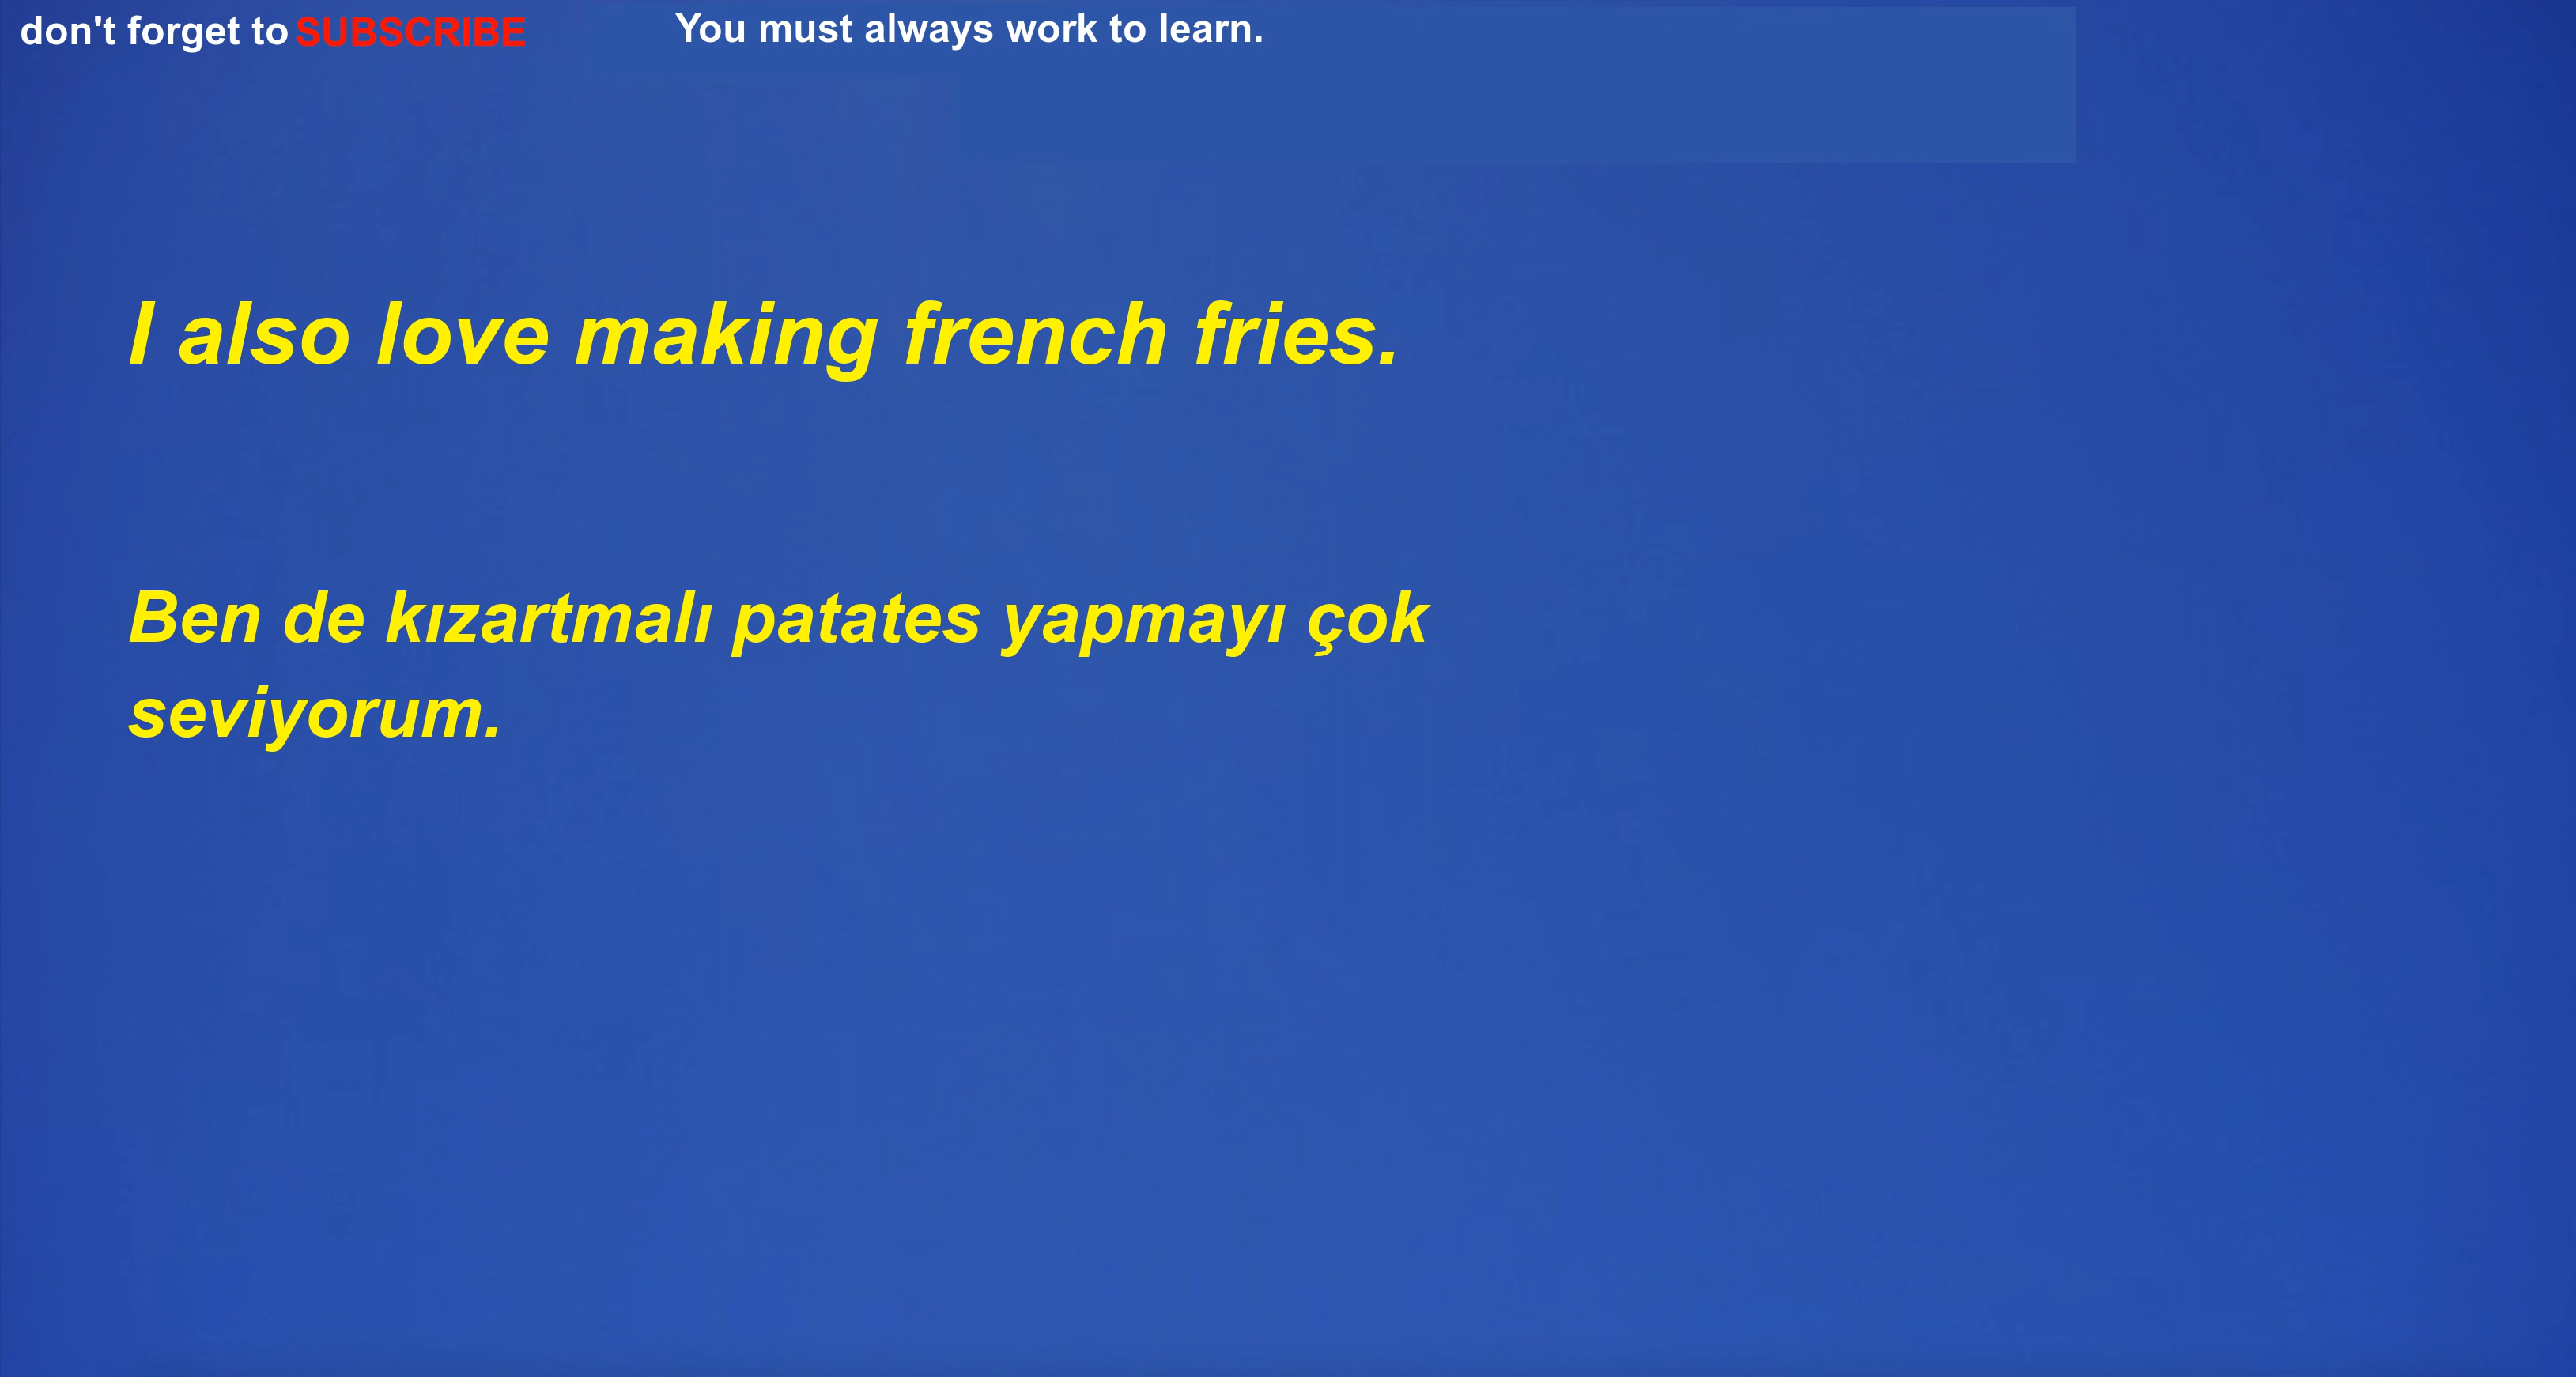 don't forget to SUBSCRIBE You must always work to learn.
I also love making french fries.
Ben de kızartmalı patates yapmayı çok
seviyorum.